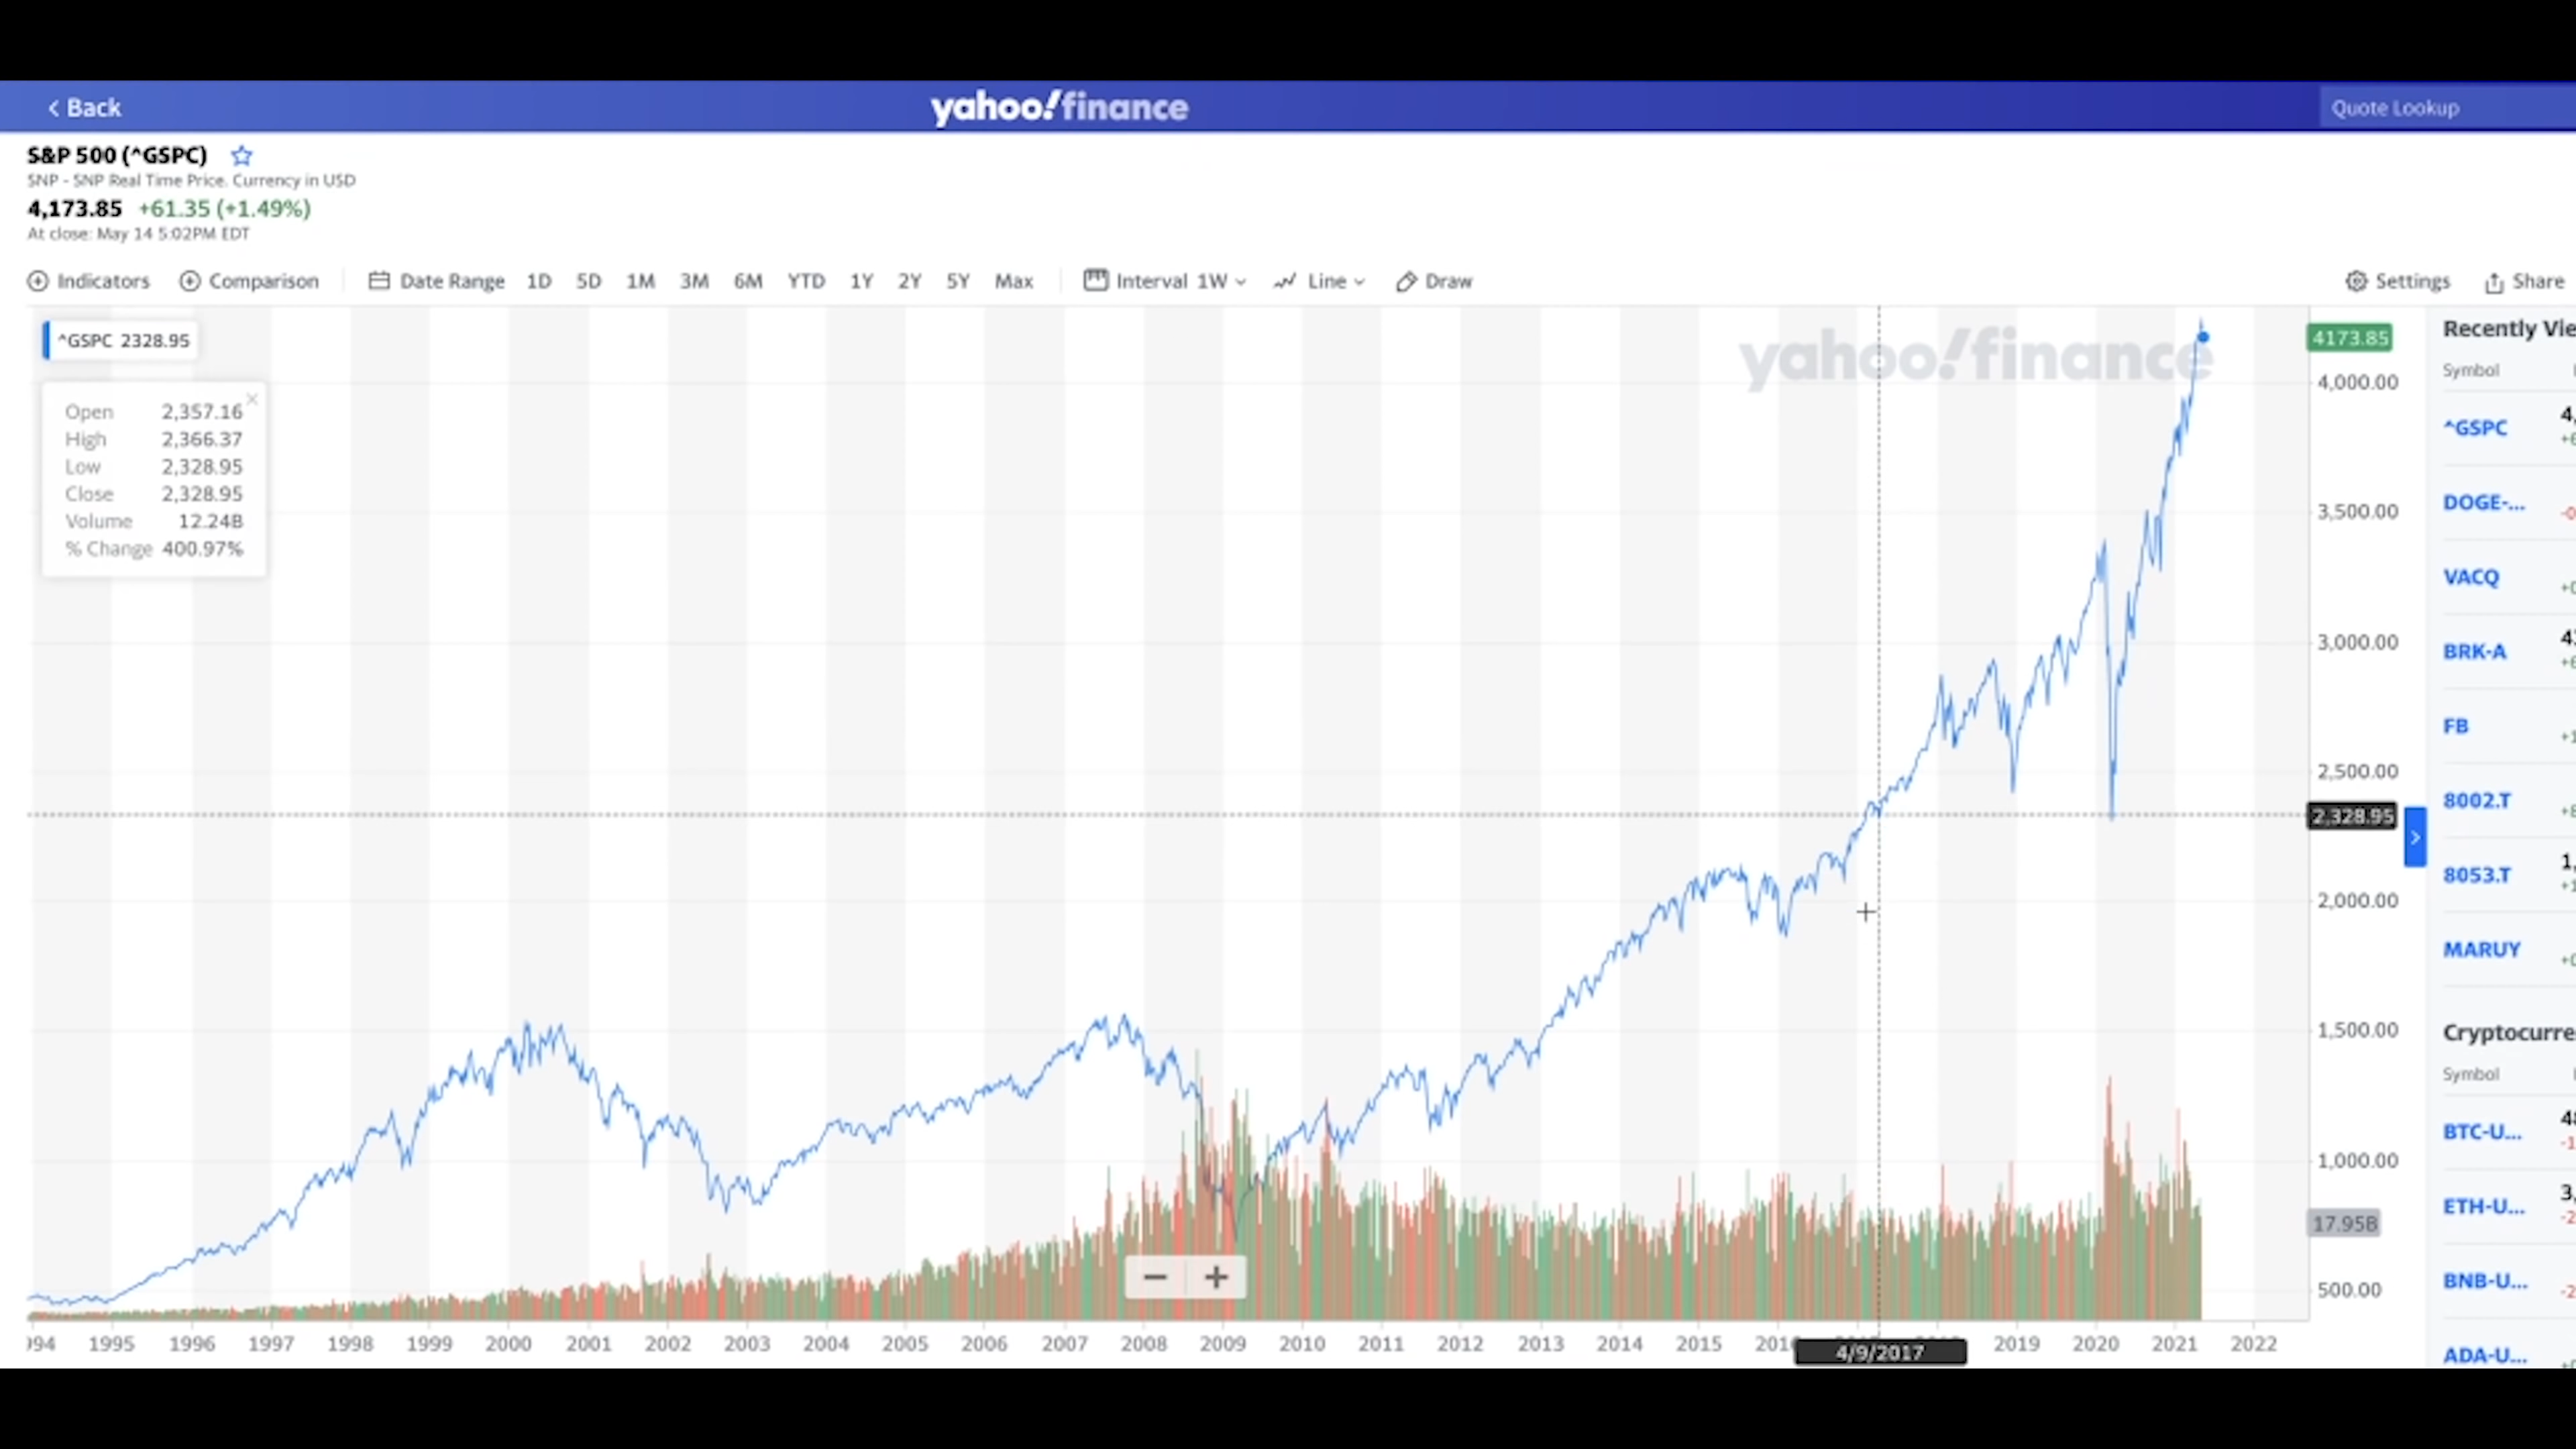 Back
yahoo!finance
Quote Lookup
S&P 500 (^GSPC)
SNP - SNP Real Time Price. Currency in USD
4,173.85 +61.35 (+1.49%)
At close: May 14 5:02PM EDT
Indicators Comparison Date Range 1D 5D 1M 3M 6M YTD 1Y 2Y 5Y Max Interval 1W Line Draw Settings Share
^GSPC 2328.95
Open 2,357.16
High 2,366.37
Low 2,328.95
Close 2,328.95
Volume 12.24B
% Change 400.97%
yahoo!finance
4173.85
4,000.00
3,500.00
3,000.00
2,500.00
2,328.95
2,000.00
1,500.00
1,000.00
17.95B
500.00
1995 1996 1997 1998 1999 2000 2001 2002 2003 2004 2005 2006 2007 2008 2009 2010 2011 2012 2013 2014 2015 4/9/2017 2019 2020 2021 2022
Recently Vie
Symbol
^GSPC
DOGE-...
VACQ
BRK-A
FB
8002.T
8053.T
MARUY
Cryptocurre
Symbol
BTC-U...
ETH-U...
BNB-U...
ADA-U...